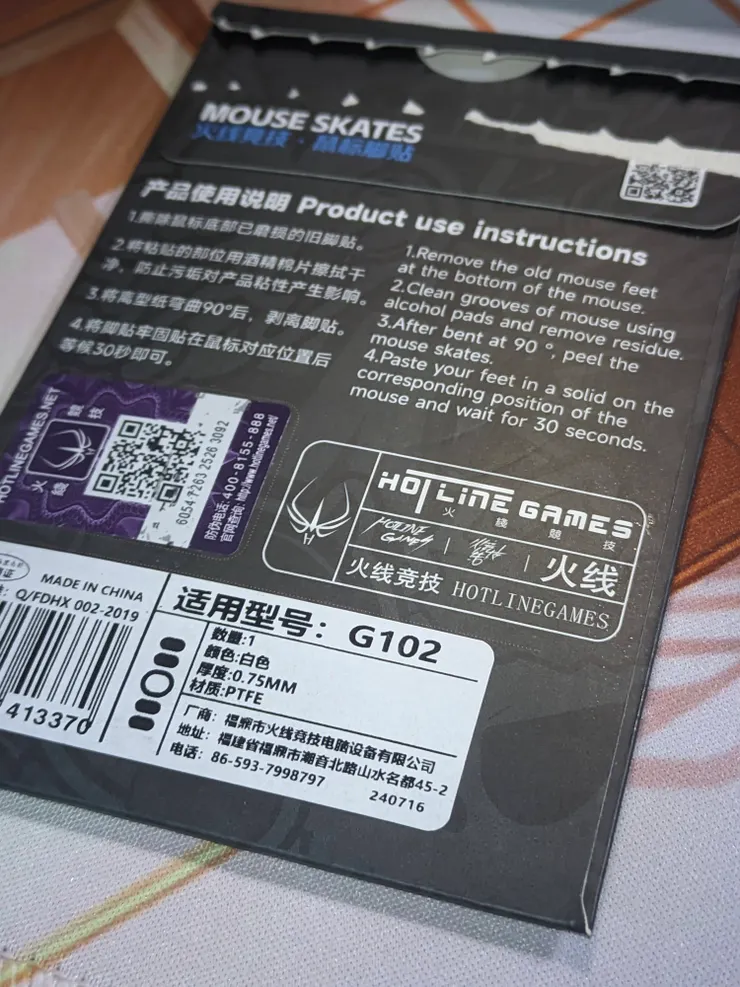 MOUSE SKATES
火线竞技·鼠标脚贴
产品使用说明 Product use instructions
1.撕除鼠标底部已磨损的旧脚贴。
2.将粘贴的部位用酒精棉片擦拭干
净，防止污垢对产品粘性产生影响。
3.将离型纸弯曲90°后，剥离脚贴。
4.将脚贴牢固贴在鼠标对应位置后
等候30秒即可。
1.Remove the old mouse feet
at the bottom of the mouse.
2.Clean grooves of mouse using
alcohol pads and remove residue.
3.After bent at 90 °, peel the
mouse skates.
4.Paste your feet in a solid on the
corresponding position of the
mouse and wait for 30 seconds.
HOTLINEGAMES.NET
火線競技
6054 7263 2526 3092
防伪电话:400-8155-888
官网查询: http://www.hotlinegames.net/
HOTLINE GAMES
火線競技
HOTLINE
GAMES
火线
火线竞技 HOTLINEGAMES
MADE IN CHINA
Q/FDHX 002-2019
413370
适用型号：G102
数量:1
颜色:白色
厚度:0.75MM
材质:PTFE
厂商：福鼎市火线竞技电脑设备有限公司
地址：福建省福鼎市潮音北路山水名都45-2
电话：86-593-7998797
240716